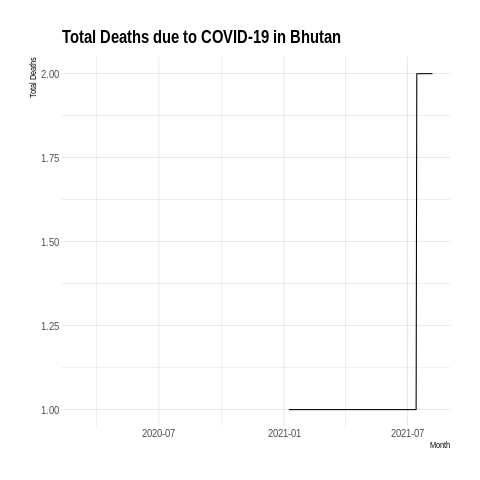 Total Deaths due to COVID-19 in Bhutan
Total Deaths
2.00
1.75
1.50
1.25
1.00
2020-07
2021-01
2021-07
Month